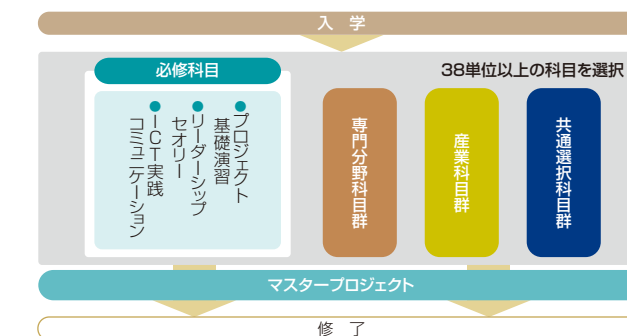 入 学
必修科目
38単位以上の科目を選択
●プロジェクト
基礎演習
●リーダーシップ
セオリー
●ICT実践
コミュニケーション
専門分野科目群
産業科目群
共通選択科目群
マスタープロジェクト
修 了